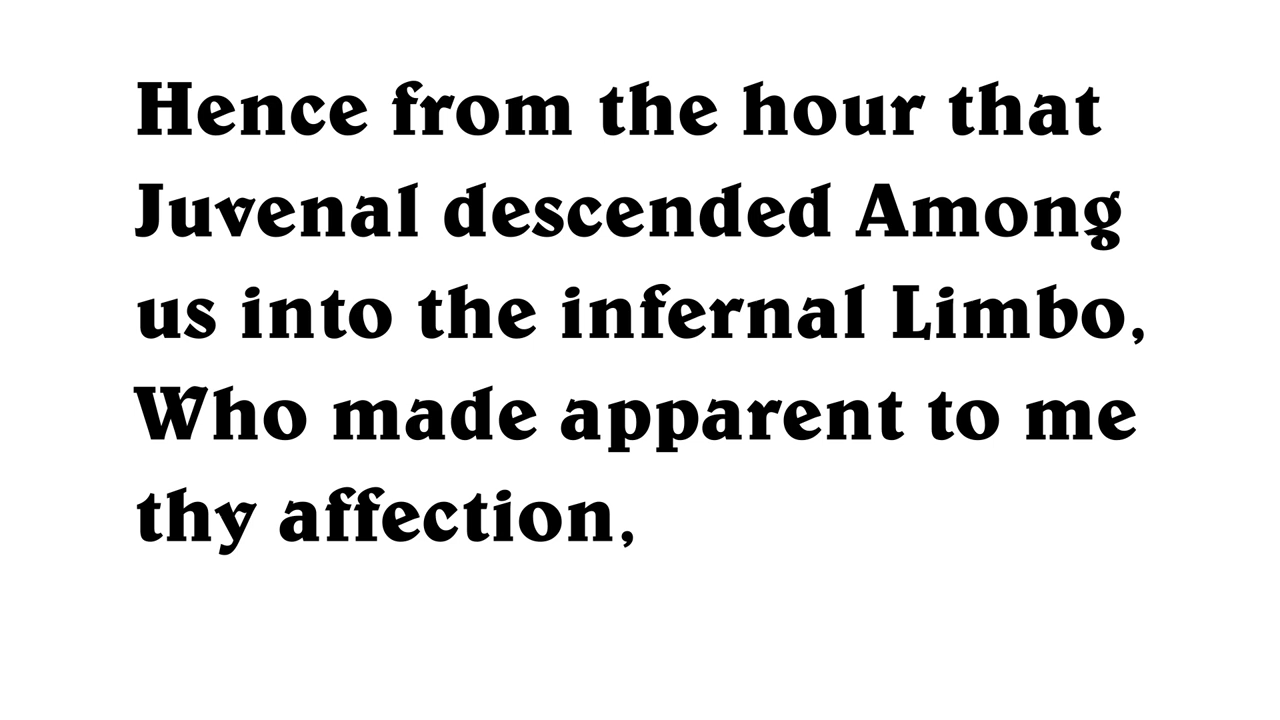 Hence from the hour that
Juvenal descended Among
us into the infernal Limbo,
Who made apparent to me
thy affection,